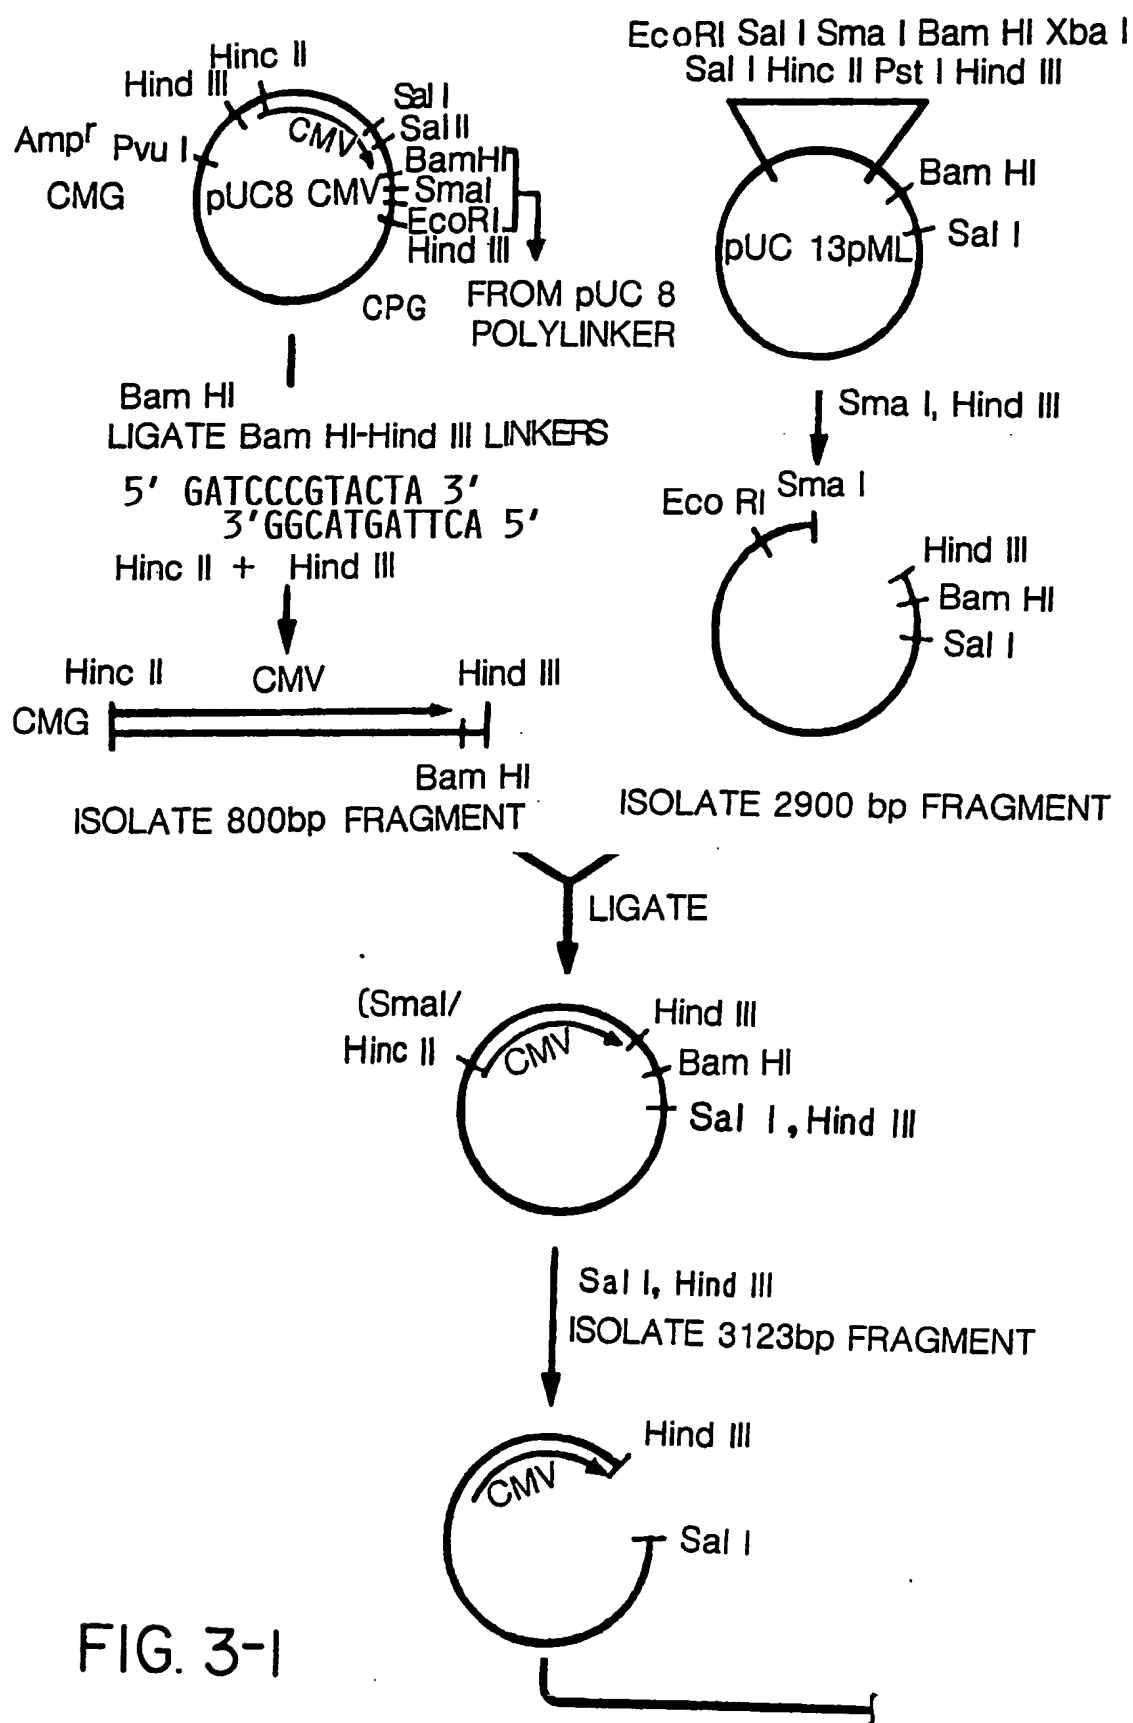 Hinc II
Hind III
Sal I
Sal II
Ampr
Pvu I
CMV
BamHI
CMG
pUC8 CMV
SmaI
EcoRI
Hind III
CPG
FROM pUC 8
POLYLINKER
EcoRI Sal I Sma I Bam HI Xba I
Sal I Hinc II Pst I Hind III
Bam HI
Sal I
pUC 13pML
Bam HI
LIGATE Bam HI-Hind III LINKERS
5' GATCCCGTACTA 3'
3'GGCATGATTCA 5'
Hinc II + Hind III
Sma I, Hind III
Eco RI
Sma I
Hind III
Bam HI
Sal I
Hinc II
CMV
Hind III
CMG
Bam HI
ISOLATE 800bp FRAGMENT
ISOLATE 2900 bp FRAGMENT
LIGATE
(SmaI/
Hinc II
CMV
Hind III
Bam HI
Sal I, Hind III
Sal I, Hind III
ISOLATE 3123bp FRAGMENT
Hind III
CMV
Sal I
FIG. 3-1